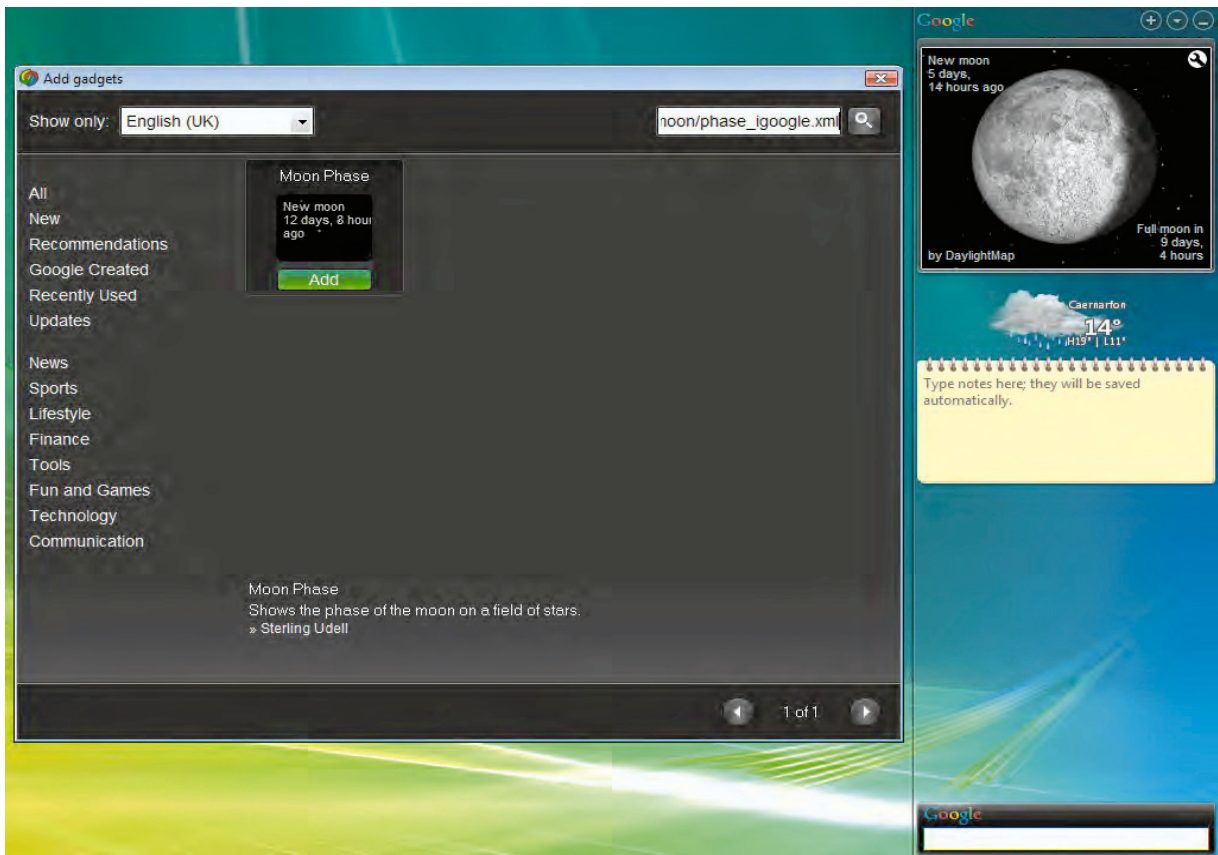 Google
Add gadgets
Show only:
English (UK)
noon/phase_igoogle.xml
All
New
Recommendations
Google Created
Recently Used
Updates
News
Sports
Lifestyle
Finance
Tools
Fun and Games
Technology
Communication
Moon Phase
New moon
12 days, 8 hour
ago
Add
Moon Phase
Shows the phase of the moon on a field of stars.
» Sterling Udell
1 of 1
New moon
5 days,
14 hours ago
Full moon in
9 days,
4 hours
by DaylightMap
Caernarfon
14°
H19° | L11°
Type notes here; they will be saved
automatically.
Google